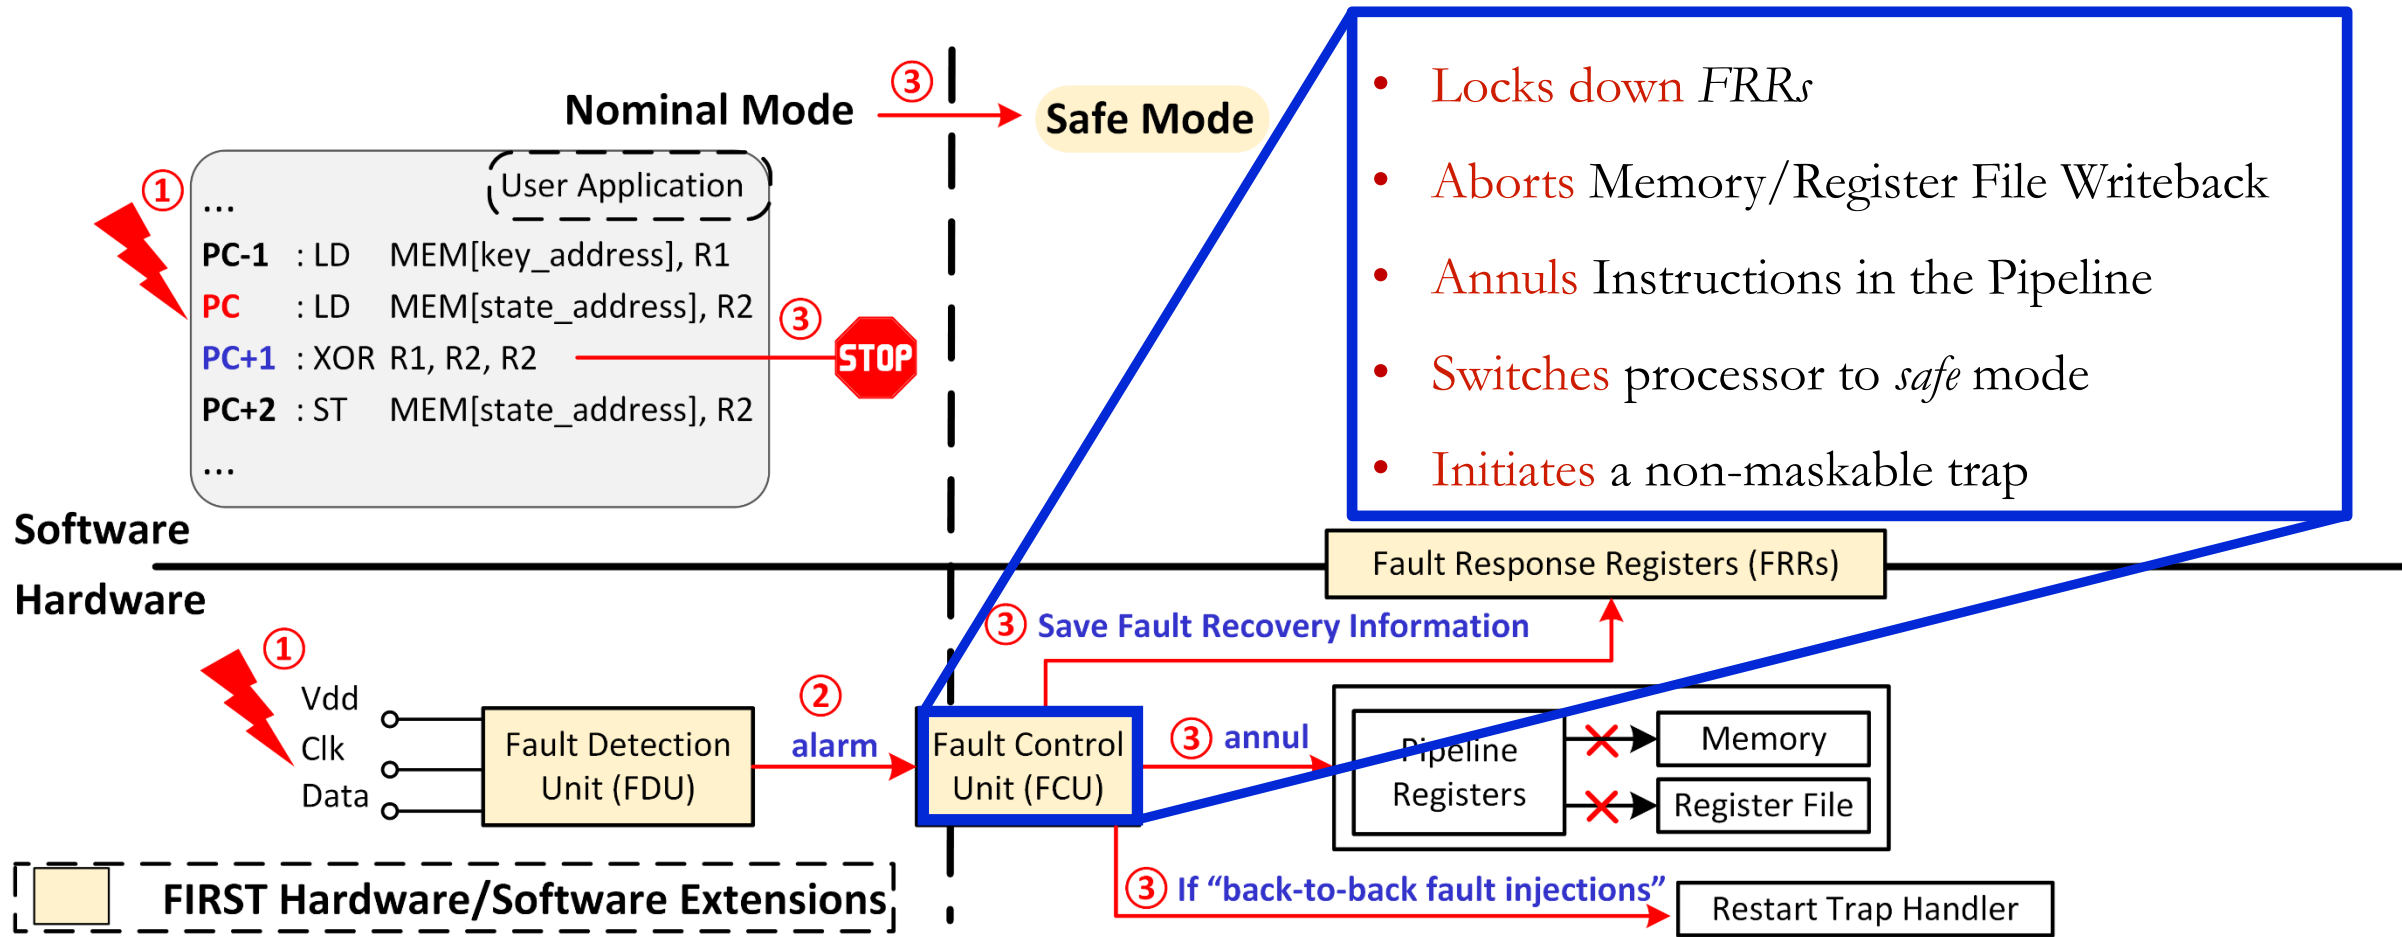 ③
Nominal Mode
Safe Mode
User Application
①
...
PC-1 : LD MEM[key_address], R1
PC : LD MEM[state_address], R2
③
PC+1 : XOR R1, R2, R2
STOP
PC+2 : ST MEM[state_address], R2
...
• Locks down FRRs
• Aborts Memory/Register File Writeback
• Annuls Instructions in the Pipeline
• Switches processor to safe mode
• Initiates a non-maskable trap
Software
Hardware
Fault Response Registers (FRRs)
③ Save Fault Recovery Information
①
Vdd
Clk
Data
Fault Detection
Unit (FDU)
②
alarm
Fault Control
Unit (FCU)
③ annul
Pipeline
Registers
Memory
Register File
③ If “back-to-back fault injections”
Restart Trap Handler
FIRST Hardware/Software Extensions